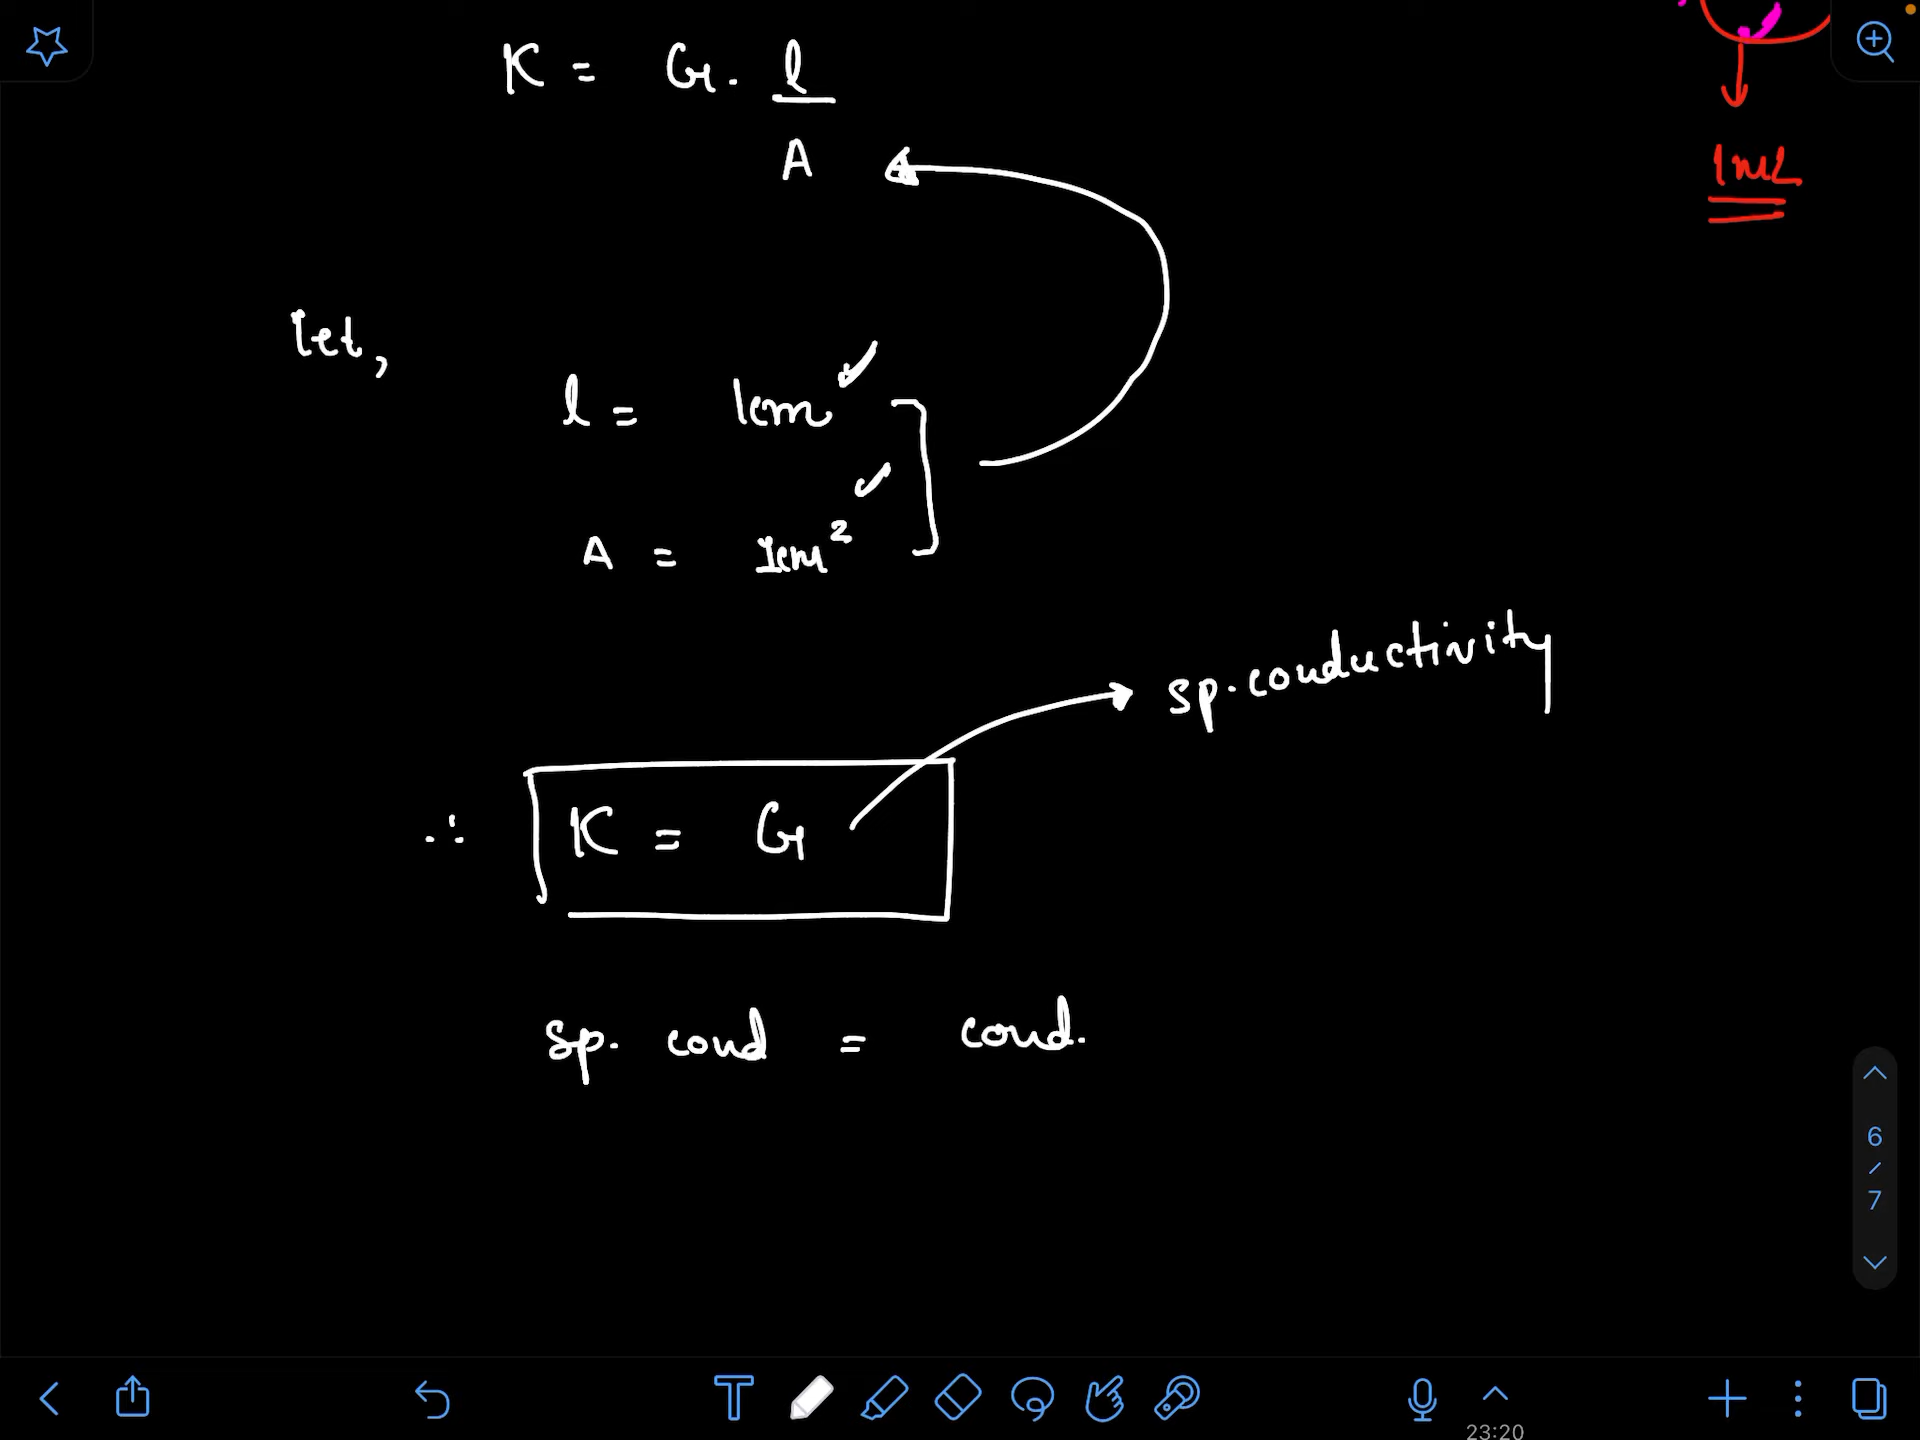 K = G. l
A
1mL
let,
l = 1cm
A = 1cm²
sp. conductivity
∴ K = G
sp. cond = cond.
6
/
7
T
23:20